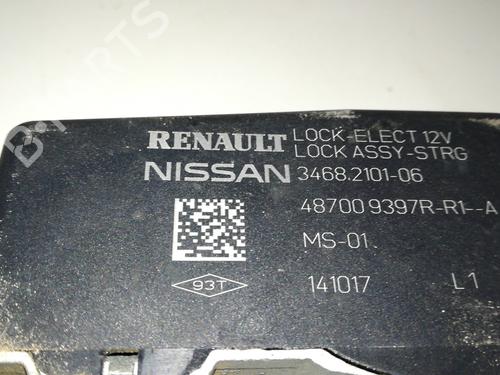 B-PARTS
RENAULT LOCK-ELECT 12V
LOCK ASSY-STRG
NISSAN 3468.2101-06
48700 9397R-R1--A
MS-01
93T 141017 L1